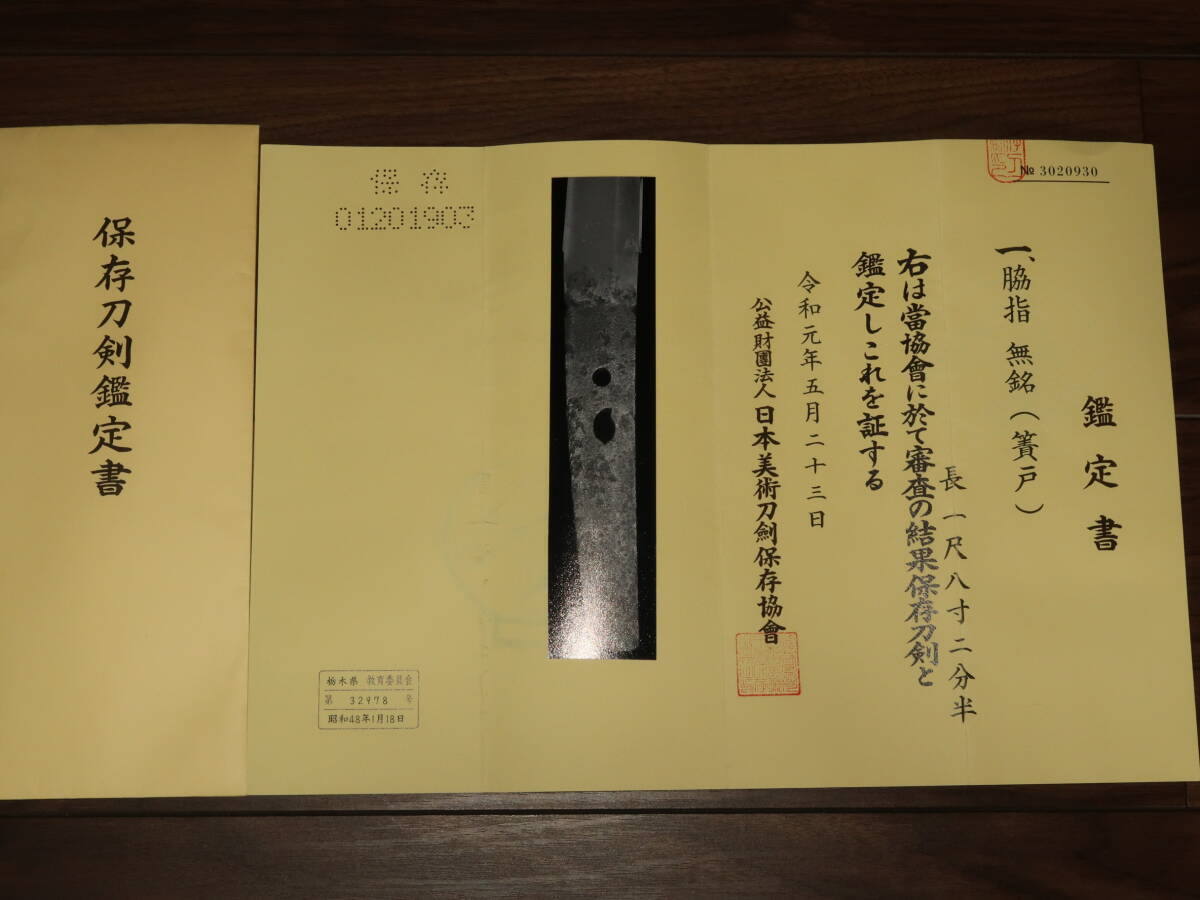 保存刀剣鑑定書
№ 3020930
鑑定書
一、脇指 無銘(簀戸)
長一尺八寸二分半
右は當協會に於て審査の結果保存刀剣と
鑑定しこれを証する
令和元年五月二十三日
公益財團法人日本美術刀劍保存協會
保存
01201903
栃木県 教育委員会
第 32978 号
昭和48年1月18日